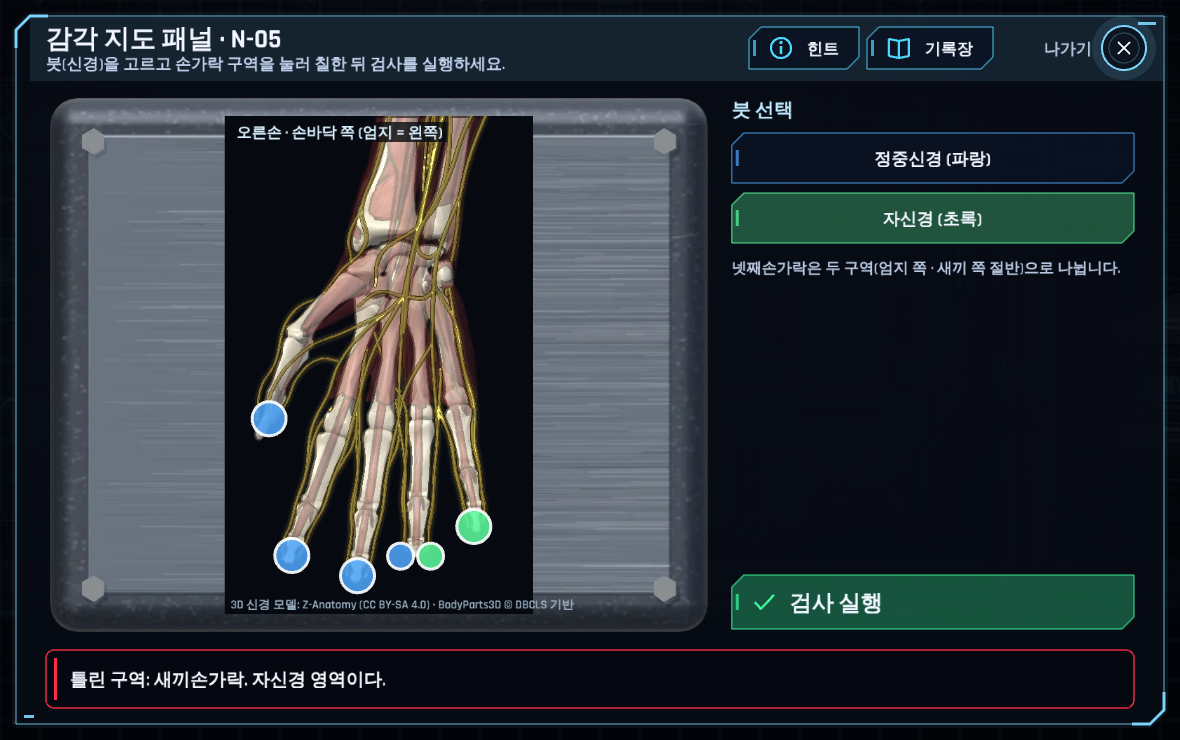 감각 지도 패널 · N-05
붓(신경)을 고르고 손가락 구역을 눌러 칠한 뒤 검사를 실행하세요.
힌트
기록장
나가기
오른손 · 손바닥 쪽 (엄지 = 왼쪽)
3D 신경 모델: Z-Anatomy (CC BY-SA 4.0) · BodyParts3D © DBCLS 기반
붓 선택
정중신경 (파랑)
자신경 (초록)
넷째손가락은 두 구역(엄지 쪽 · 새끼 쪽 절반)으로 나뉩니다.
검사 실행
틀린 구역: 새끼손가락. 자신경 영역이다.